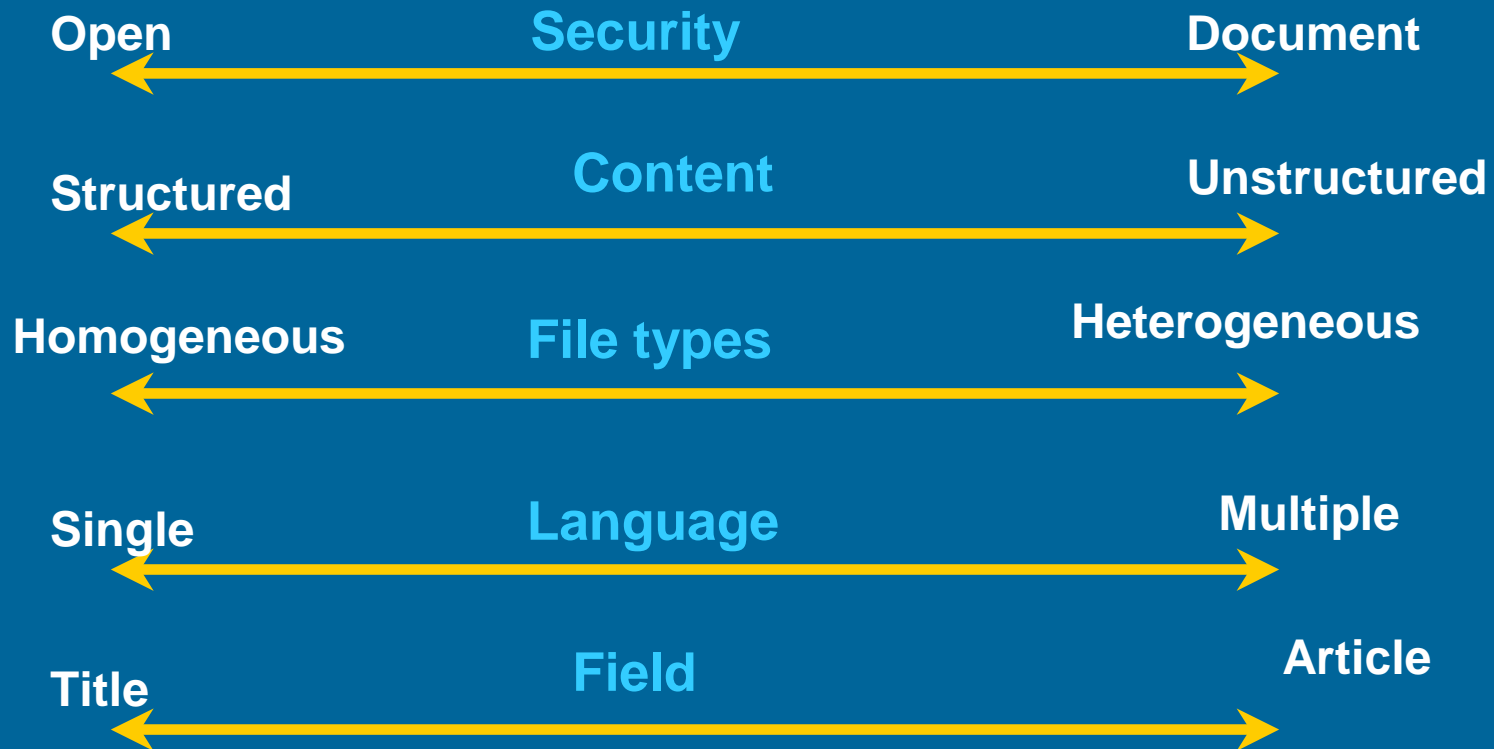 Open Security Document
Structured Content Unstructured
Homogeneous File types Heterogeneous
Single Language Multiple
Title Field Article